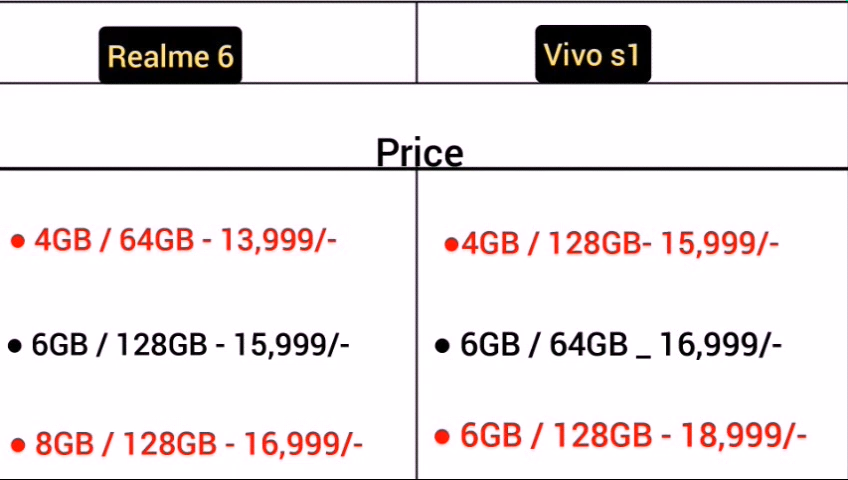 Realme 6
Vivo s1
Price
● 4GB / 64GB - 13,999/-
●4GB / 128GB- 15,999/-
● 6GB / 128GB - 15,999/-
● 6GB / 64GB _ 16,999/-
● 8GB / 128GB - 16,999/-
● 6GB / 128GB - 18,999/-